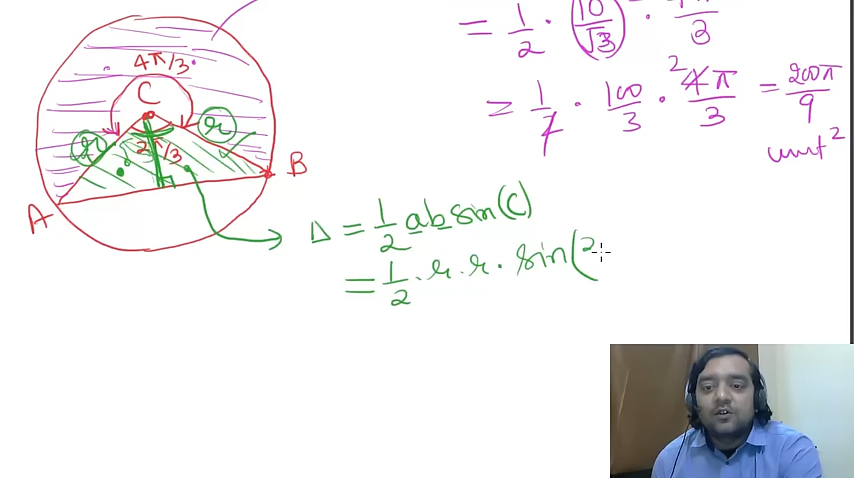 = 1/2 · (10/√3) · 4π/3
= 1/2 · 100/3 · 4π/3 = 200π/9
2
unit²
4π/3
C
r
r
2π/3
B
A
Δ = 1/2 ab sin(C)
= 1/2 · r · r · sin(2